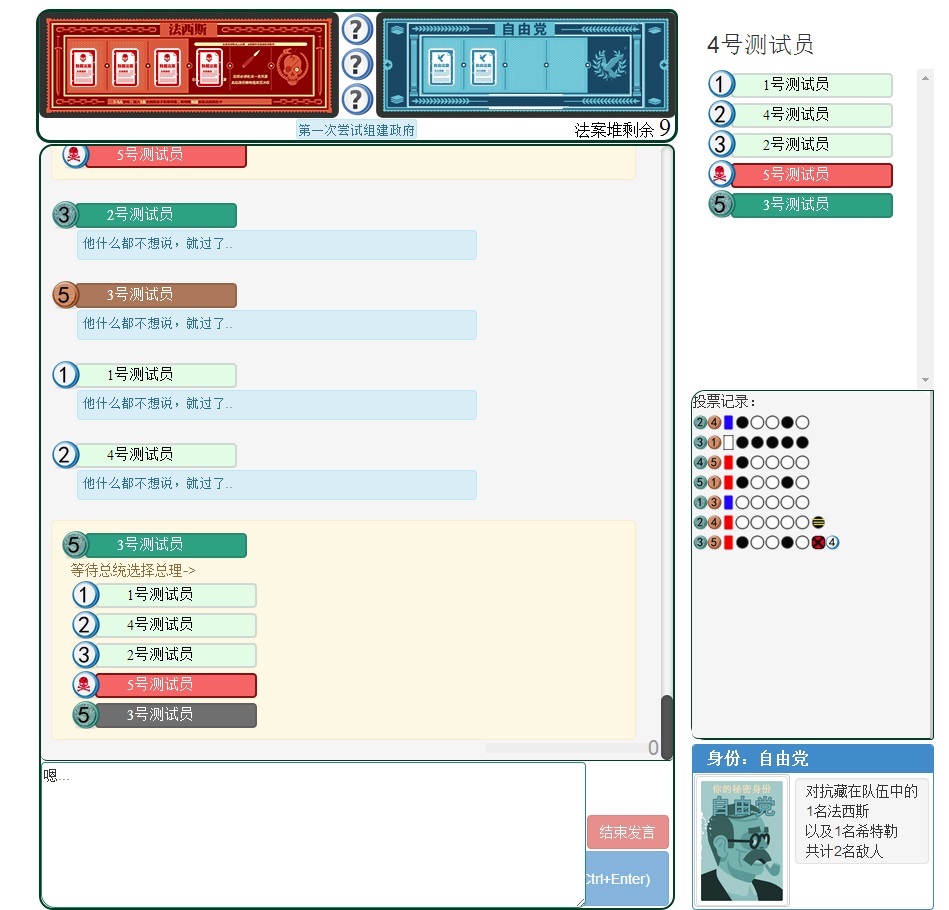 法西斯
自由党
?
?
?
第一次尝试组建政府
法案堆剩余 9
5号测试员
3 2号测试员
他什么都不想说，就过了..
5 3号测试员
他什么都不想说，就过了..
1 1号测试员
他什么都不想说，就过了..
2 4号测试员
他什么都不想说，就过了..
5 3号测试员
等待总统选择总理->
1 1号测试员
2 4号测试员
3 2号测试员
5号测试员
5 3号测试员
0
嗯...
结束发言
Ctrl+Enter)
4号测试员
1 1号测试员
2 4号测试员
3 2号测试员
5号测试员
5 3号测试员
投票记录：
2 4
3 1
4 5
5 1
1 3
2 4
3 5 4
身份：自由党
你的秘密身份
自由党
对抗藏在队伍中的
1名法西斯
以及1名希特勒
共计2名敌人